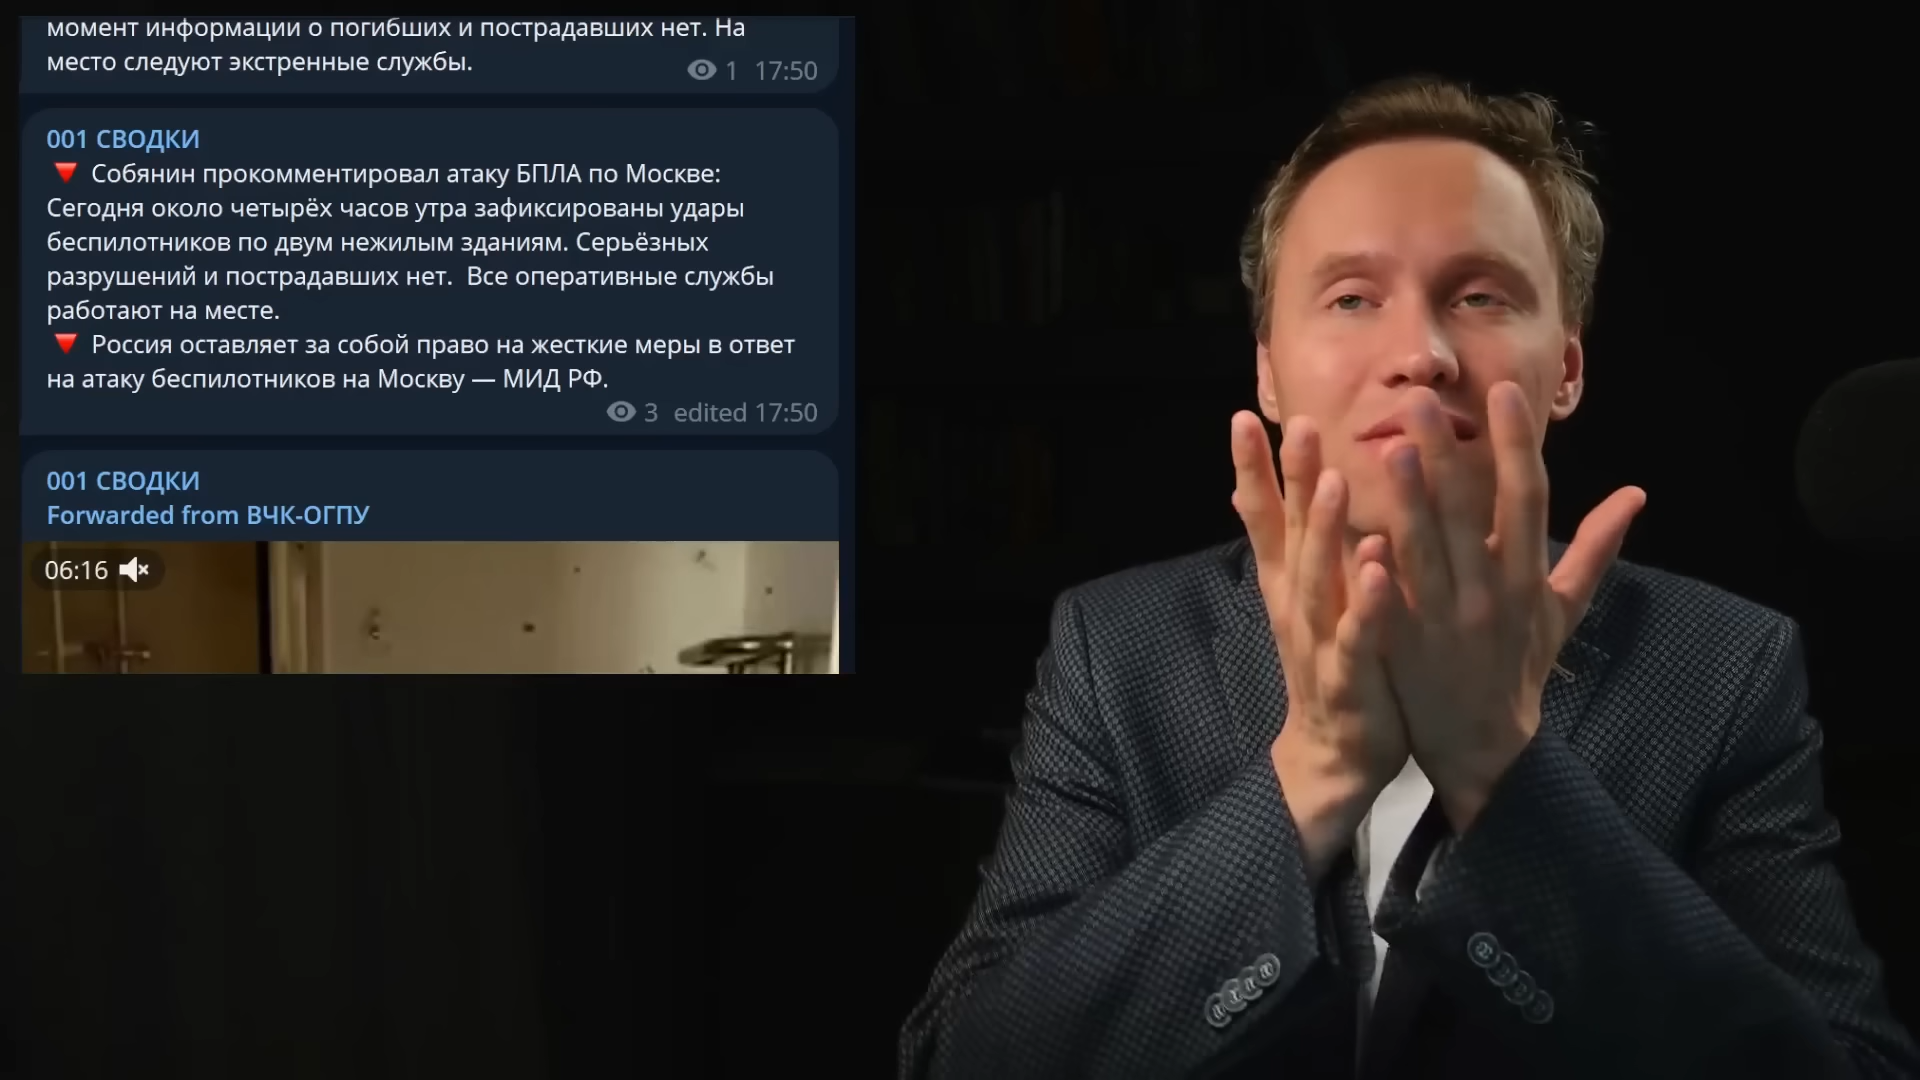 момент информации о погибших и пострадавших нет. На
место следуют экстренные службы.
1 17:50
001 СВОДКИ
🔻 Собянин прокомментировал атаку БПЛА по Москве:
Сегодня около четырёх часов утра зафиксированы удары
беспилотников по двум нежилым зданиям. Серьёзных
разрушений и пострадавших нет. Все оперативные службы
работают на месте.
🔻 Россия оставляет за собой право на жесткие меры в ответ
на атаку беспилотников на Москву — МИД РФ.
3 edited 17:50
001 СВОДКИ
Forwarded from ВЧК-ОГПУ
06:16